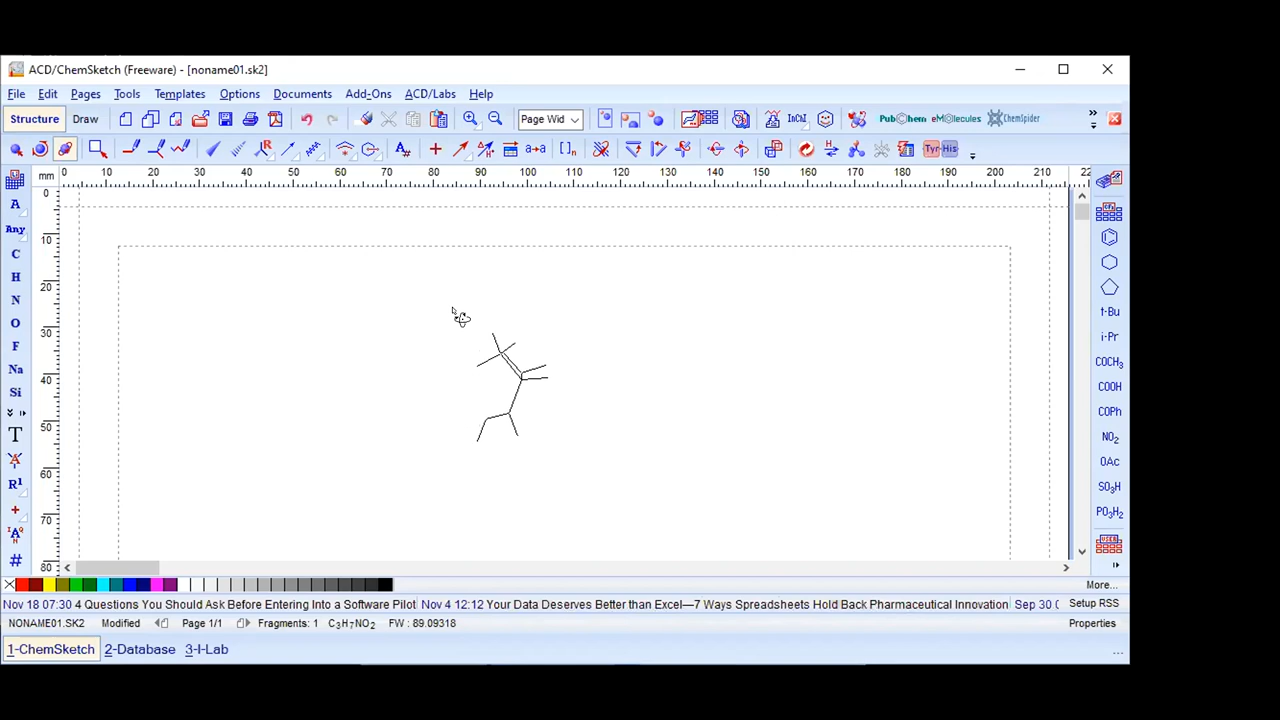 ACD/ChemSketch (Freeware) - [noname01.sk2]
File Edit Pages Tools Templates Options Documents Add-Ons ACD/Labs Help
Structure Draw Page Wid InChI PubChem eMolecules ChemSpider
[]n a→a Tyr His
mm 0 10 20 30 40 50 60 70 80 90 100 110 120 130 140 150 160 170 180 190 200 210 22
0
10
20
30
40
50
60
70
80
A
Any
C
H
N
O
F
Na
Si
T
A
R1
#
t-Bu
i-Pr
COCH3
COOH
COPh
NO2
OAc
SO3H
PO3H2
More...
Nov 18 07:30 4 Questions You Should Ask Before Entering Into a Software Pilot Nov 4 12:12 Your Data Deserves Better than Excel—7 Ways Spreadsheets Hold Back Pharmaceutical Innovation Sep 30 Setup RSS
NONAME01.SK2 Modified Page 1/1 Fragments: 1 C3H7NO2 FW : 89.09318 Properties
1-ChemSketch 2-Database 3-I-Lab ...